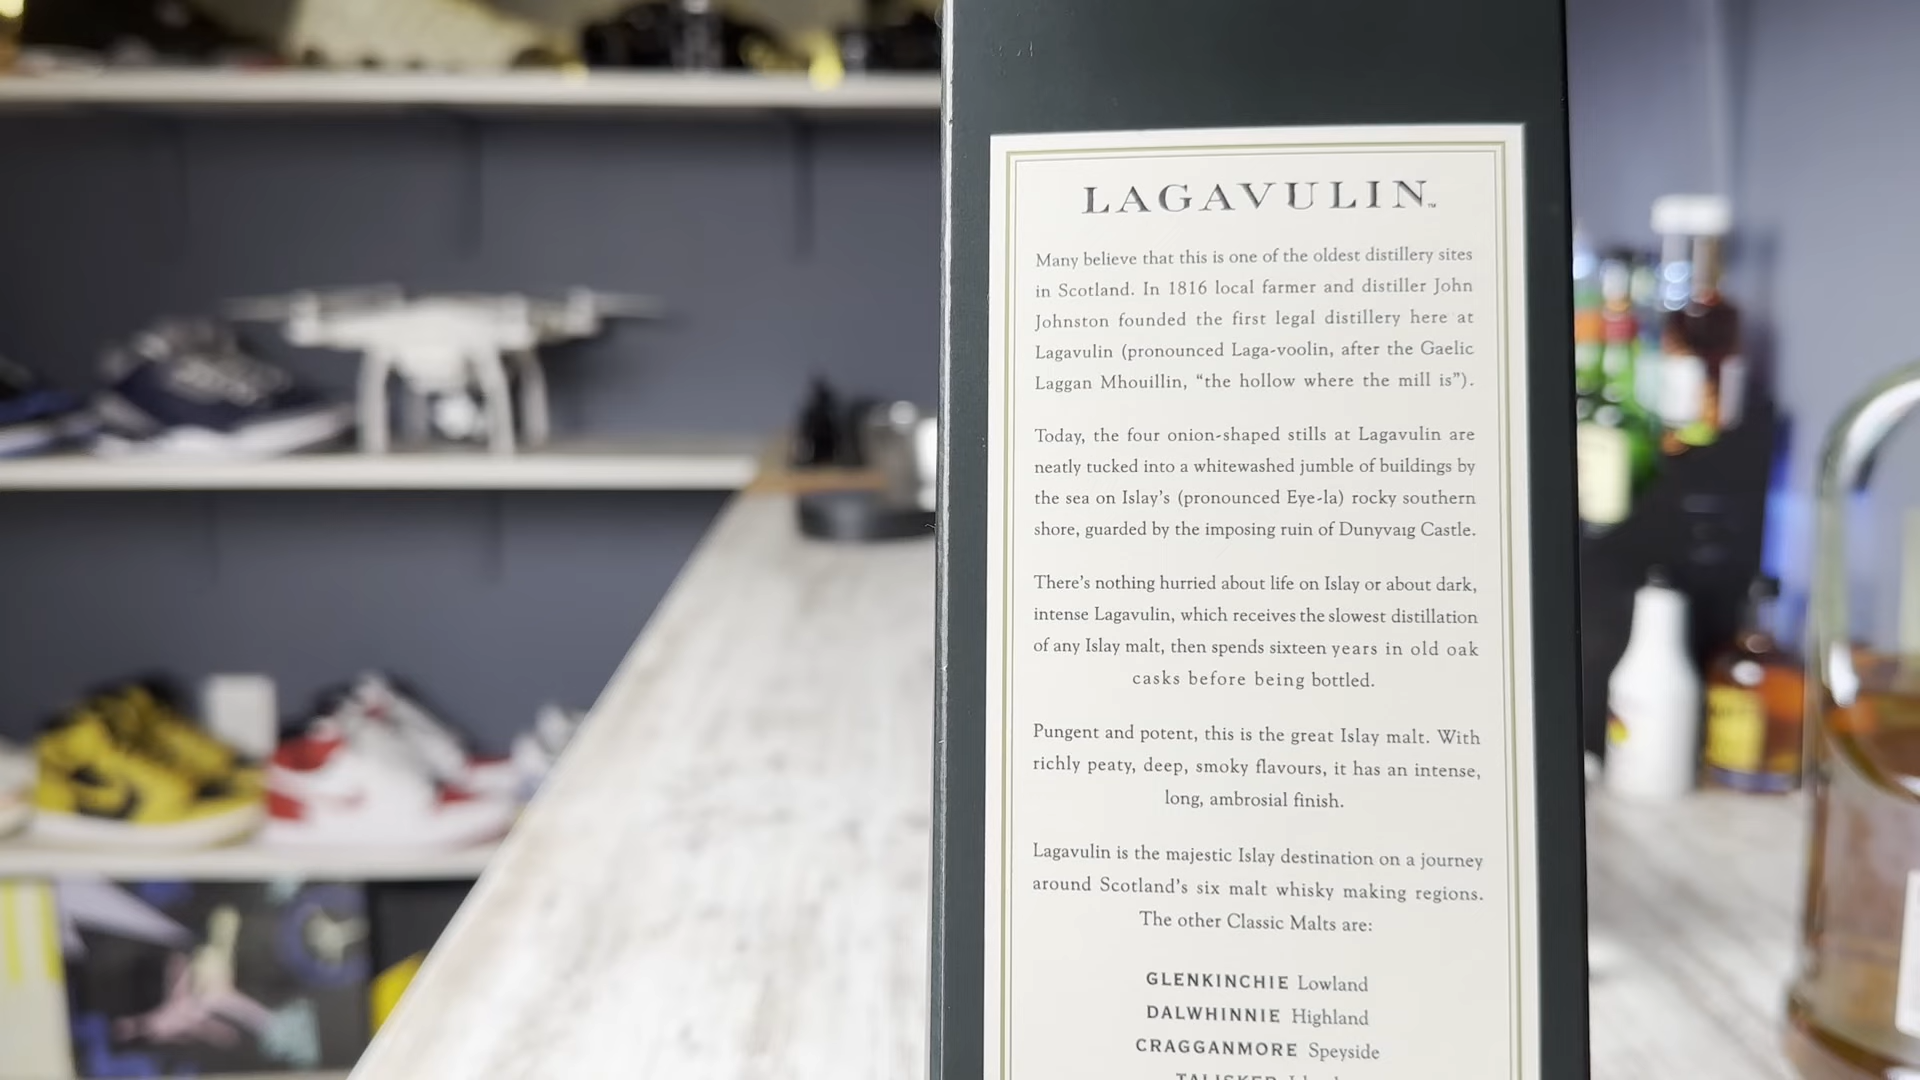 LAGAVULIN™
Many believe that this is one of the oldest distillery sites
in Scotland. In 1816 local farmer and distiller John
Johnston founded the first legal distillery here at
Lagavulin (pronounced Laga-voolin, after the Gaelic
Laggan Mhouillin, “the hollow where the mill is”).
Today, the four onion-shaped stills at Lagavulin are
neatly tucked into a whitewashed jumble of buildings by
the sea on Islay’s (pronounced Eye-la) rocky southern
shore, guarded by the imposing ruin of Dunyvaig Castle.
There’s nothing hurried about life on Islay or about dark,
intense Lagavulin, which receives the slowest distillation
of any Islay malt, then spends sixteen years in old oak
casks before being bottled.
Pungent and potent, this is the great Islay malt. With
richly peaty, deep, smoky flavours, it has an intense,
long, ambrosial finish.
Lagavulin is the majestic Islay destination on a journey
around Scotland’s six malt whisky making regions.
The other Classic Malts are:
GLENKINCHIE Lowland
DALWHINNIE Highland
CRAGGANMORE Speyside